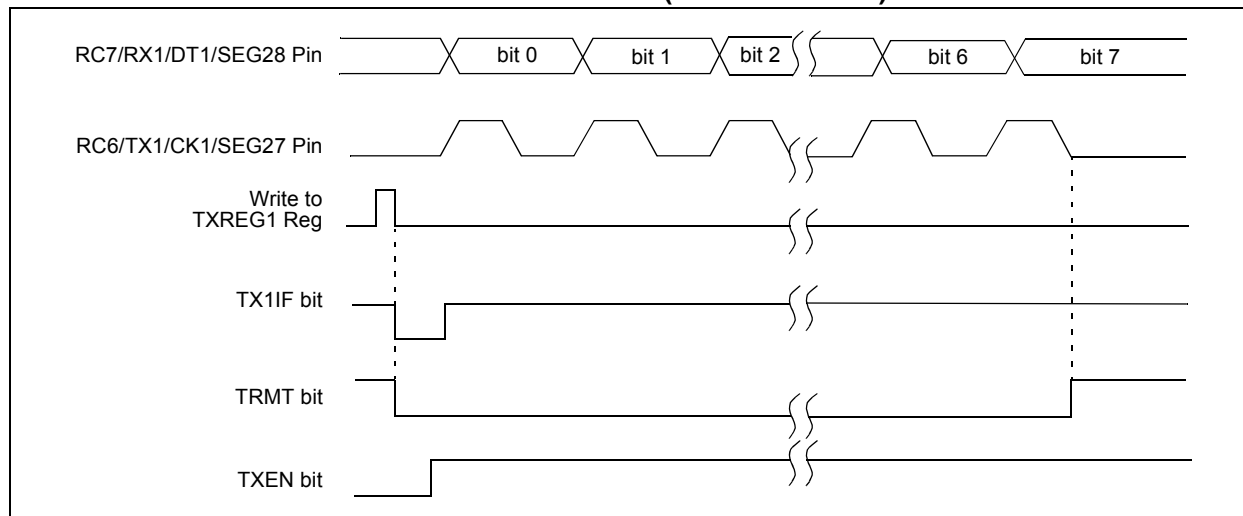 RC7/RX1/DT1/SEG28 Pin
bit 0
bit 1
bit 2
bit 6
bit 7
RC6/TX1/CK1/SEG27 Pin
Write to
TXREG1 Reg
TX1IF bit
TRMT bit
TXEN bit